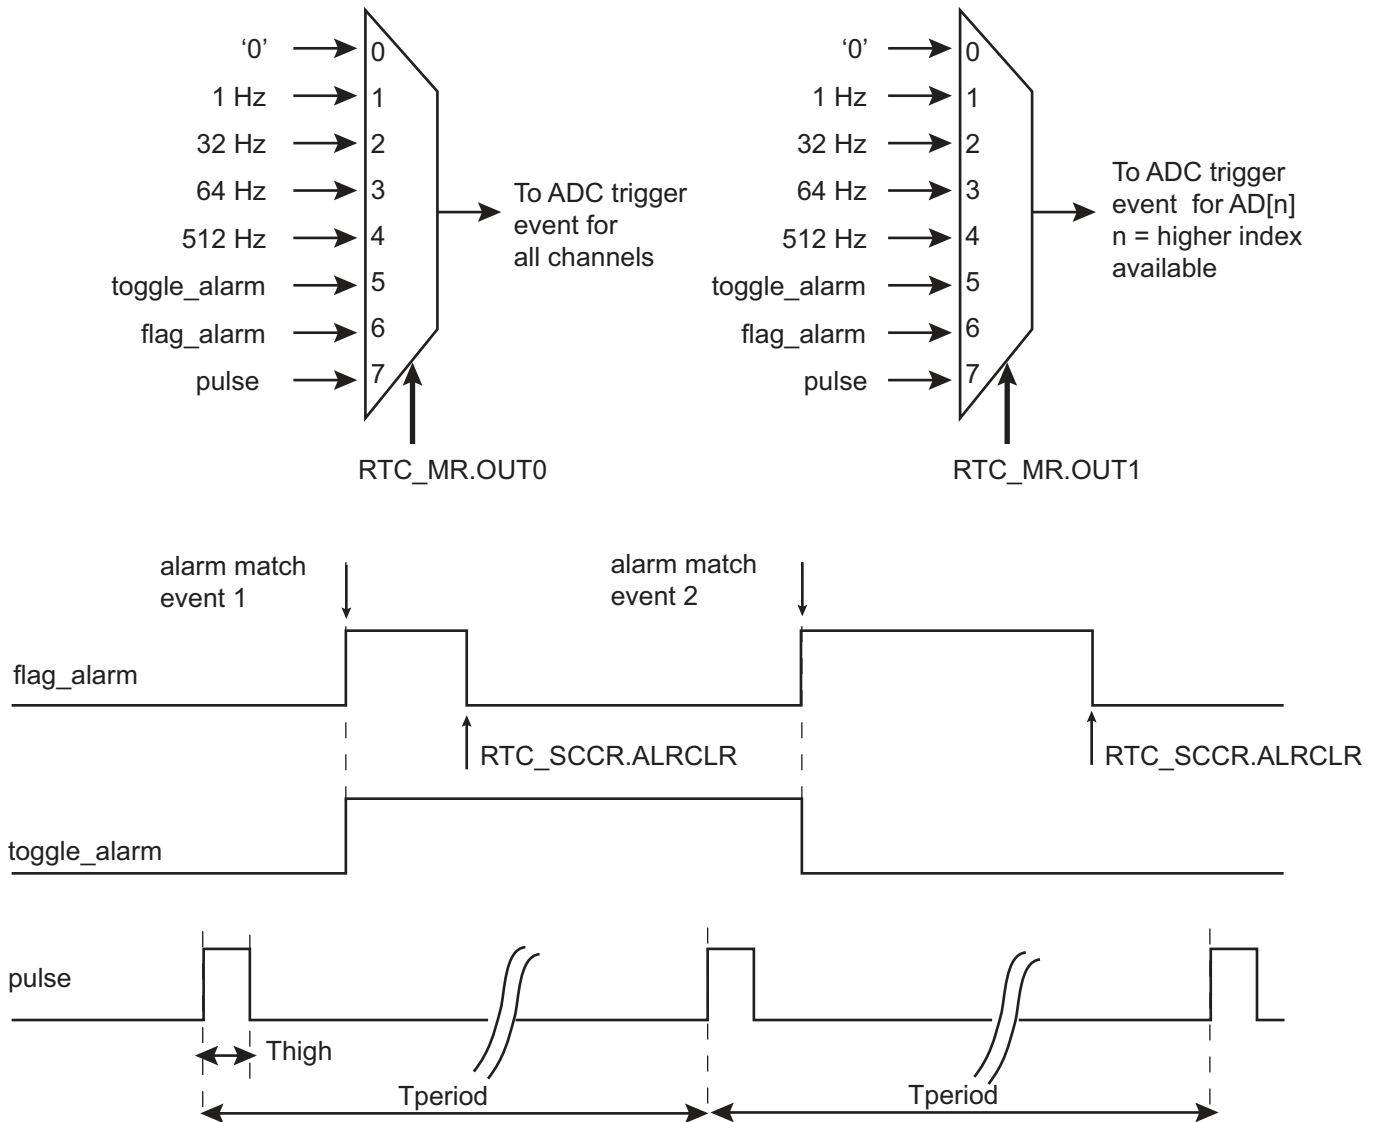 ‘0’
1 Hz
32 Hz
64 Hz
512 Hz
toggle_alarm
flag_alarm
pulse
0
1
2
3
4
5
6
7
To ADC trigger
event for
all channels
RTC_MR.OUT0
‘0’
1 Hz
32 Hz
64 Hz
512 Hz
toggle_alarm
flag_alarm
pulse
0
1
2
3
4
5
6
7
To ADC trigger
event for AD[n]
n = higher index
available
RTC_MR.OUT1
alarm match
event 1
alarm match
event 2
flag_alarm
RTC_SCCR.ALRCLR
RTC_SCCR.ALRCLR
toggle_alarm
pulse
Thigh
Tperiod
Tperiod